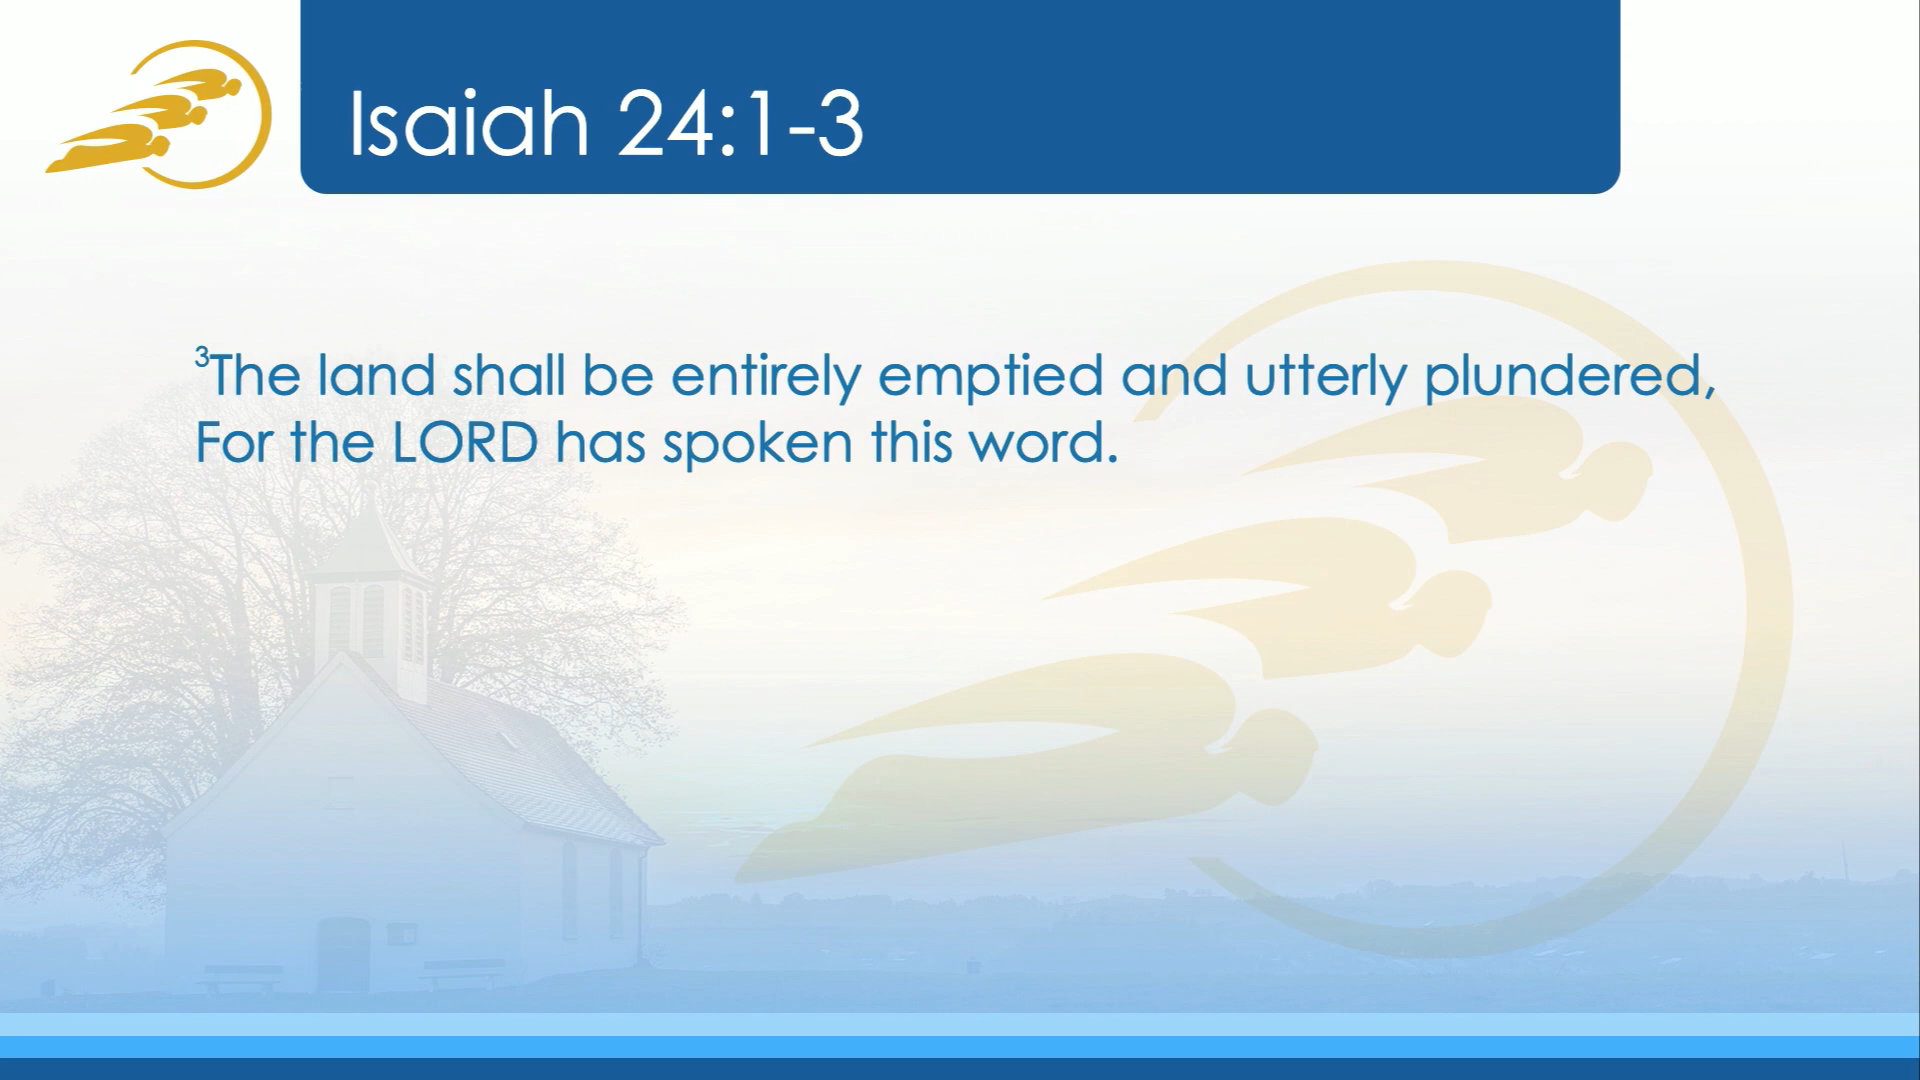 Isaiah 24:1-3
³The land shall be entirely emptied and utterly plundered,
For the LORD has spoken this word.